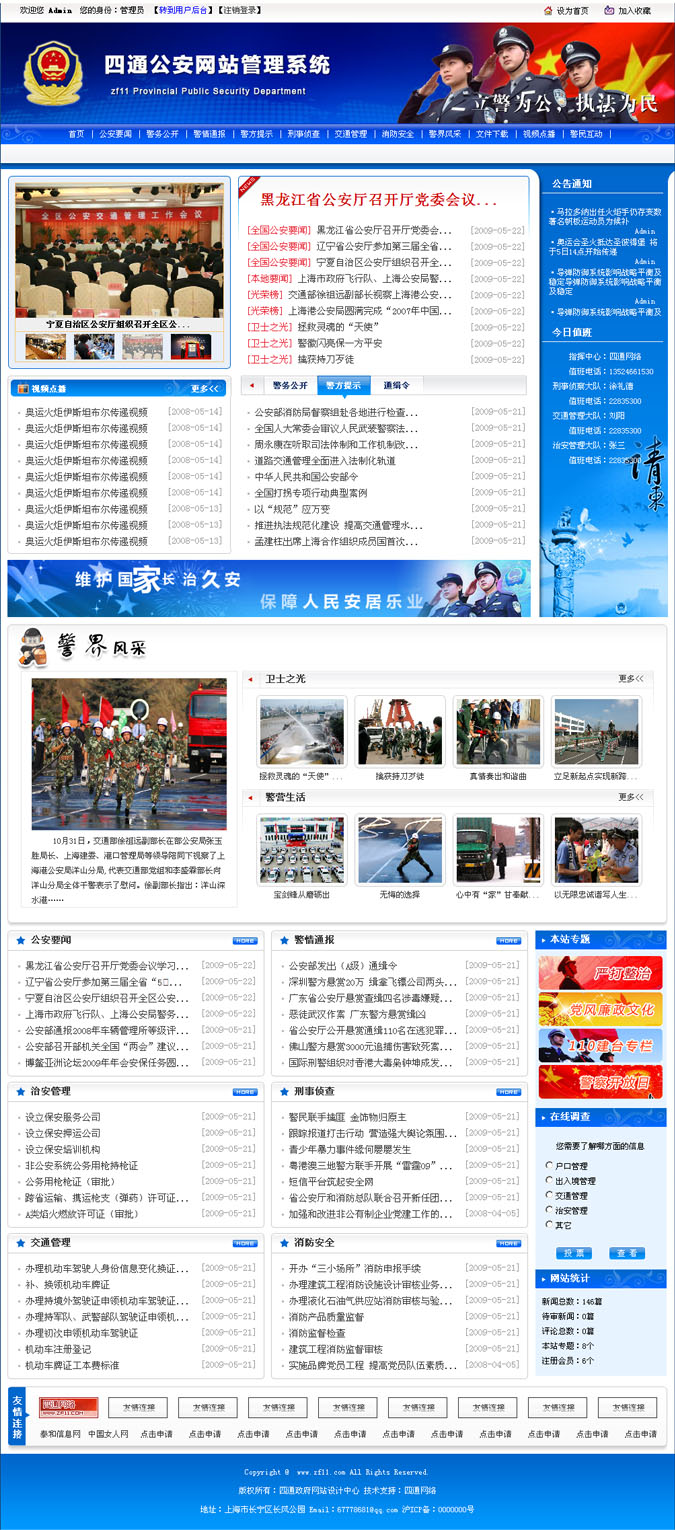 欢迎您 Admin 您的身份：管理员 【转到用户后台】【注销登录】
设为首页 加入收藏
四通公安网站管理系统
zf11 Provincial Public Security Department
立警为公，执法为民
首页 | 公安要闻 | 警务公开 | 警情通报 | 警方提示 | 刑事侦查 | 交通管理 | 消防安全 | 警界风采 | 文件下载 | 视频点播 | 警民互动 |
全区公安交通管理工作会议
宁夏自治区公安厅组织召开全区公...
NEWS
黑龙江省公安厅召开厅党委会议...
[全国公安要闻] 黑龙江省公安厅召开厅党委会... [2009-05-22]
[全国公安要闻] 辽宁省公安厅参加第三届全省... [2009-05-22]
[全国公安要闻] 宁夏自治区公安厅组织召开全... [2009-05-22]
[本地要闻] 上海市政府飞行队、上海公安局警... [2009-05-22]
[光荣榜] 交通部徐祖远副部长视察上海港公安... [2009-05-22]
[光荣榜] 上海港公安局圆满完成“2007年中国... [2009-05-22]
[卫士之光] 拯救灵魂的“天使” [2009-05-22]
[卫士之光] 警徽闪亮保一方平安 [2009-05-22]
[卫士之光] 擒获持刀歹徒 [2009-05-22]
公告通知
马拉多纳出任火炬手仍存变数
著名帆板运动员为候补
Admin
奥运会圣火抵达圣彼得堡 将
于5日14点开始传递
Admin
导弹防御系统影响战略平衡及
稳定导弹防御系统影响战略平衡
及稳定
Admin
导弹防御系统影响战略平衡及
今日值班
指挥中心：四通网络
值班电话：13524661530
刑事侦查大队：徐礼德
值班电话：22835300
交通管理大队：刘阳
值班电话：22835300
治安管理大队：张三
值班电话：22835300
视频点播 更多<<
奥运火炬伊斯坦布尔传递视频 [2008-05-14]
奥运火炬伊斯坦布尔传递视频 [2008-05-14]
奥运火炬伊斯坦布尔传递视频 [2008-05-14]
奥运火炬伊斯坦布尔传递视频 [2008-05-14]
奥运火炬伊斯坦布尔传递视频 [2008-05-14]
奥运火炬伊斯坦布尔传递视频 [2008-05-14]
奥运火炬伊斯坦布尔传递视频 [2008-05-13]
奥运火炬伊斯坦布尔传递视频 [2008-05-13]
奥运火炬伊斯坦布尔传递视频 [2008-05-13]
警务公开 警方提示 通缉令
公安部消防局督察组赴各地进行检查... [2009-05-21]
全国人大常委会审议人民武装警察法... [2009-05-21]
周永康在听取司法体制和工作机制改... [2009-05-21]
道路交通管理全面进入法制化轨道 [2009-05-21]
中华人民共和国公安部令 [2009-05-21]
全国打拐专项行动典型案例 [2009-05-21]
以“规范”应万变 [2009-05-21]
推进执法规范化建设 提高交通管理水... [2009-05-21]
孟建柱出席上海合作组织成员国首次... [2009-05-21]
维护国家长治久安
保障人民安居乐业
警界风采
10月31日，交通部徐祖远副部长在部公安局张玉
胜局长、上海建委、港口管理局等领导陪同下视察了上
海港公安局洋山分局,代表交通部党组和李盛霖部长向
洋山分局全体干警表示了慰问。徐副部长指出：洋山深
水港……
卫士之光 更多<<
拯救灵魂的“天使”... 擒获持刀歹徒 真情奏出和谐曲 立足新起点实现新跨...
警营生活 更多<<
宝剑锋从磨砺出 无悔的选择 心中有“家”甘奉献... 以无限忠诚谱写人生...
公安要闻 MORE
黑龙江省公安厅召开厅党委会议学习... [2009-05-22]
辽宁省公安厅参加第三届全省“5□... [2009-05-22]
宁夏自治区公安厅组织召开全区公安... [2009-05-22]
上海市政府飞行队、上海公安局警务... [2009-05-22]
公安部通报2008年车辆管理所等级评... [2009-05-21]
公安部召开部机关全国“两会”建议... [2009-05-21]
博鳌亚洲论坛2009年年会安保任务圆... [2009-05-21]
警情通报 MORE
公安部发出（A级）通缉令 [2009-05-21]
深圳警方悬赏20万 缉拿飞镖公司两头... [2009-05-21]
广东省公安厅悬赏查缉四名涉毒嫌疑... [2009-05-21]
恶徒武汉作案 广东警方悬赏缉凶 [2009-05-21]
省公安厅公开悬赏通缉110名在逃犯罪... [2009-05-21]
佛山警方悬赏3000元追捕伤害致死案... [2009-05-21]
国际刑警组织对香港大毒枭钟坤成发... [2009-05-21]
本站专题
严打整治
党风廉政文化
110建台专栏
警察开放日
治安管理 MORE
设立保安服务公司 [2009-05-21]
设立保安押运公司 [2009-05-21]
设立保安培训机构 [2009-05-21]
非公安系统公务用枪持枪证 [2009-05-21]
公务用枪枪证（审批） [2009-05-21]
跨省运输、携运枪支（弹药）许可证... [2009-05-21]
A类焰火燃放许可证（审批） [2009-05-21]
刑事侦查 MORE
警民联手擒匪 金饰物归原主 [2009-05-21]
跟踪报道打击行动 营造强大舆论氛围... [2009-05-21]
青少年暴力事件缘何屡屡发生 [2009-05-21]
粤港澳三地警方联手开展“雷霆09”... [2009-05-21]
短信平台筑起安全网 [2009-05-21]
省公安厅和消防总队联合召开新任团... [2009-05-21]
加强和改进非公有制企业党建工作的... [2008-04-05]
在线调查
您需要了解哪方面的信息
户口管理
出入境管理
交通管理
治安管理
其它
投票 查看
交通管理 MORE
办理机动车驾驶人身份信息变化换证... [2009-05-21]
补、换领机动车牌证 [2009-05-21]
办理持境外驾驶证申领机动车驾驶证... [2009-05-21]
办理持军队、武警部队驾驶证申领机... [2009-05-21]
办理初次申领机动车驾驶证 [2009-05-21]
机动车注册登记 [2009-05-21]
机动车牌证工本费标准 [2009-05-21]
消防安全 MORE
开办“三小场所”消防申报手续 [2009-05-21]
办理建筑工程消防设施设计审核业务... [2009-05-21]
办理液化石油气供应站消防审核与验... [2009-05-21]
消防产品质量监督 [2009-05-21]
消防监督检查 [2009-05-21]
建筑工程消防监督审核 [2009-05-21]
实施品牌党员工程 提高党员队伍素质... [2008-04-05]
网站统计
新闻总数：146篇
待审新闻：0篇
评论总数：0篇
本站专题：8个
注册会员：6个
友情连接
四通网络 WWW.ZF11.COM 友情连接 友情连接 友情连接 友情连接 友情连接 友情连接 友情连接 友情连接
泰和信息网 中国女人网 点击申请 点击申请 点击申请 点击申请 点击申请 点击申请 点击申请 点击申请 点击申请 点击申请 点击申请
Copyright @ www.zf11.com All Rights Reserved.
版权所有：四通政府网站设计中心 技术支持：四通网络
地址：上海市长宁区长风公园 Email：67778681@qq.com 沪ICP备：0000000号